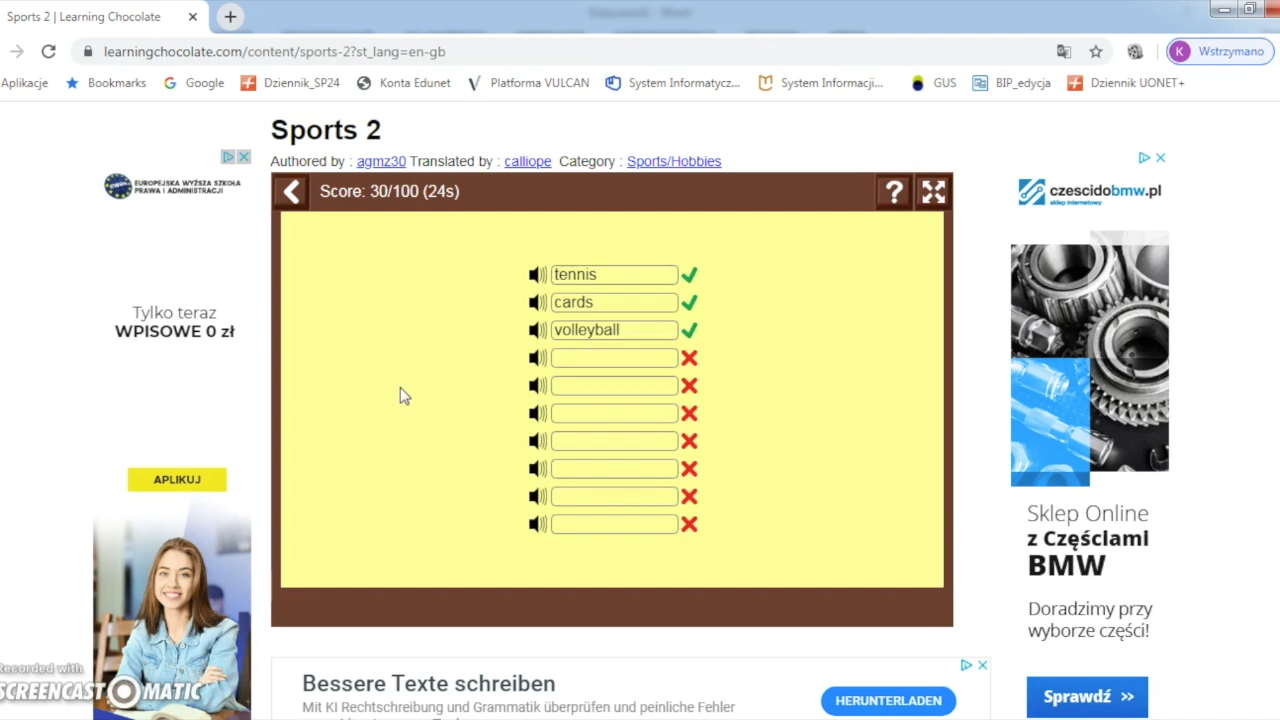 Sports 2 | Learning Chocolate
learningchocolate.com/content/sports-2?st_lang=en-gb
K Wstrzymano
Aplikacje Bookmarks Google Dziennik_SP24 Konta Edunet Platforma VULCAN System Informatycz... System Informacji... GUS BIP_edycja Dziennik UONET+
Sports 2
Authored by : agmz30 Translated by : calliope Category : Sports/Hobbies
Score: 30/100 (24s)
?
tennis
cards
volleyball
EUROPEJSKA WYŻSZA SZKOŁA
PRAWA I ADMINISTRACJI
Tylko teraz
WPISOWE 0 zł
APLIKUJ
Recorded with
SCREENCAST-O-MATIC
czescidobmw.pl
sklep internetowy
Sklep Online
z Częściami
BMW
Doradzimy przy
wyborze części!
Sprawdź »
Bessere Texte schreiben
Mit KI Rechtschreibung und Grammatik überprüfen und peinliche Fehler
HERUNTERLADEN